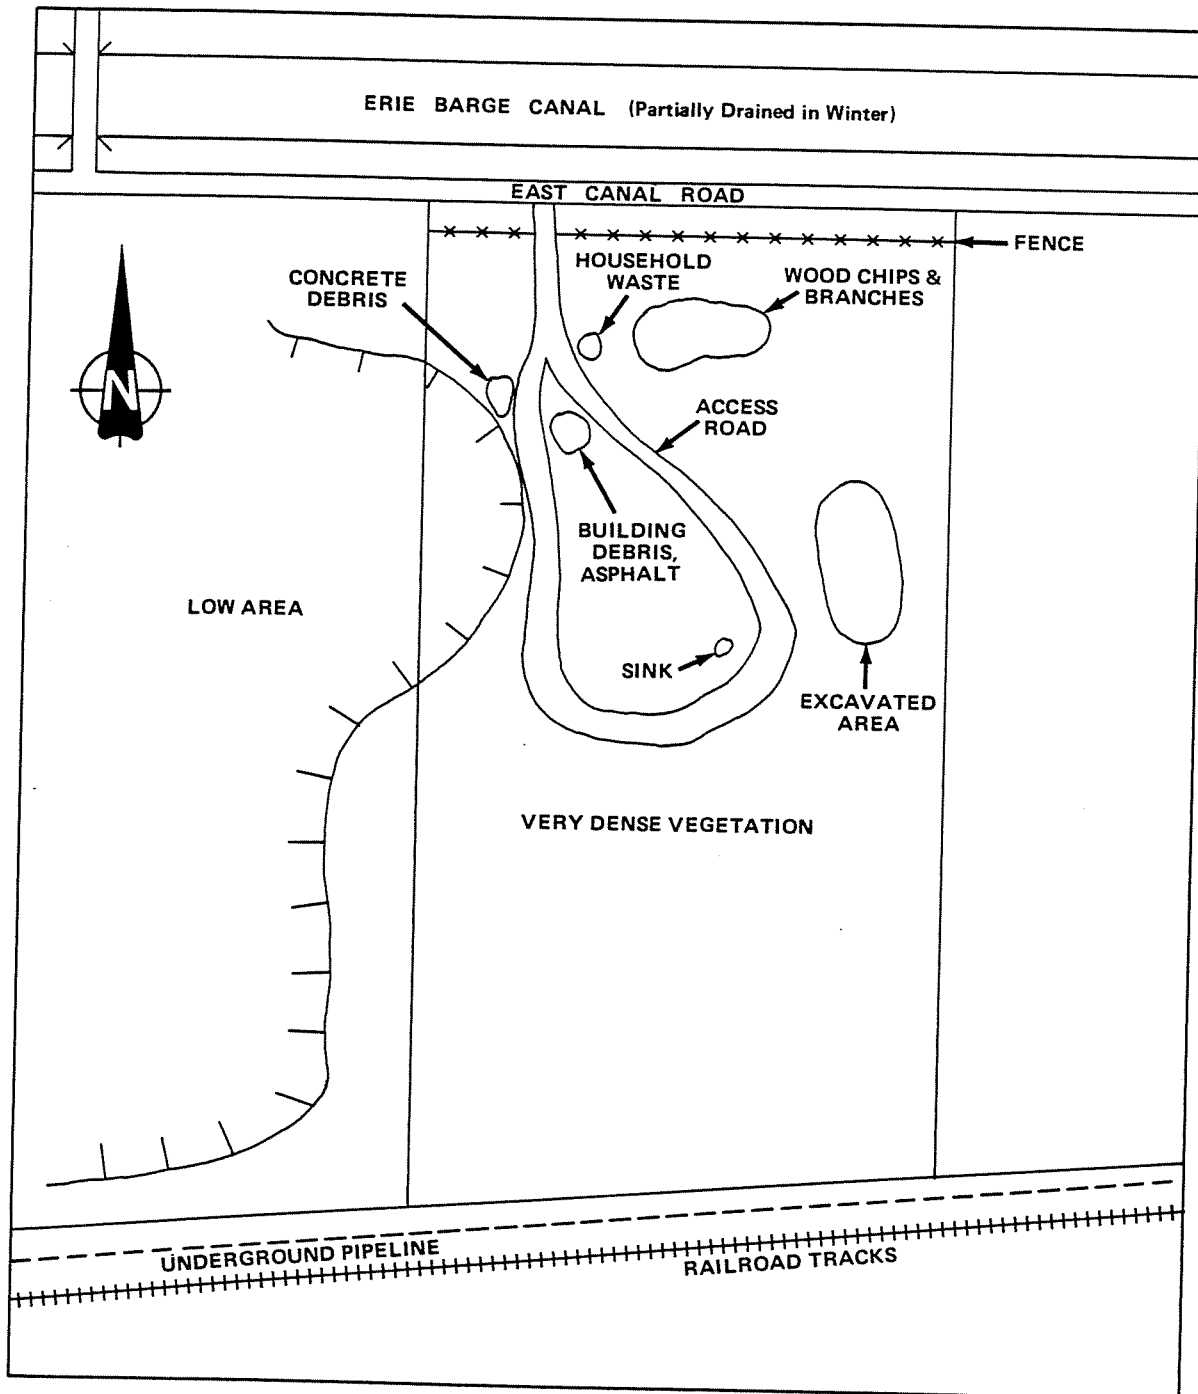 ERIE BARGE CANAL (Partially Drained in Winter)
EAST CANAL ROAD
FENCE
HOUSEHOLD
WASTE
WOOD CHIPS &
BRANCHES
CONCRETE
DEBRIS
N
ACCESS
ROAD
BUILDING
DEBRIS,
ASPHALT
LOW AREA
SINK
EXCAVATED
AREA
VERY DENSE VEGETATION
UNDERGROUND PIPELINE
RAILROAD TRACKS